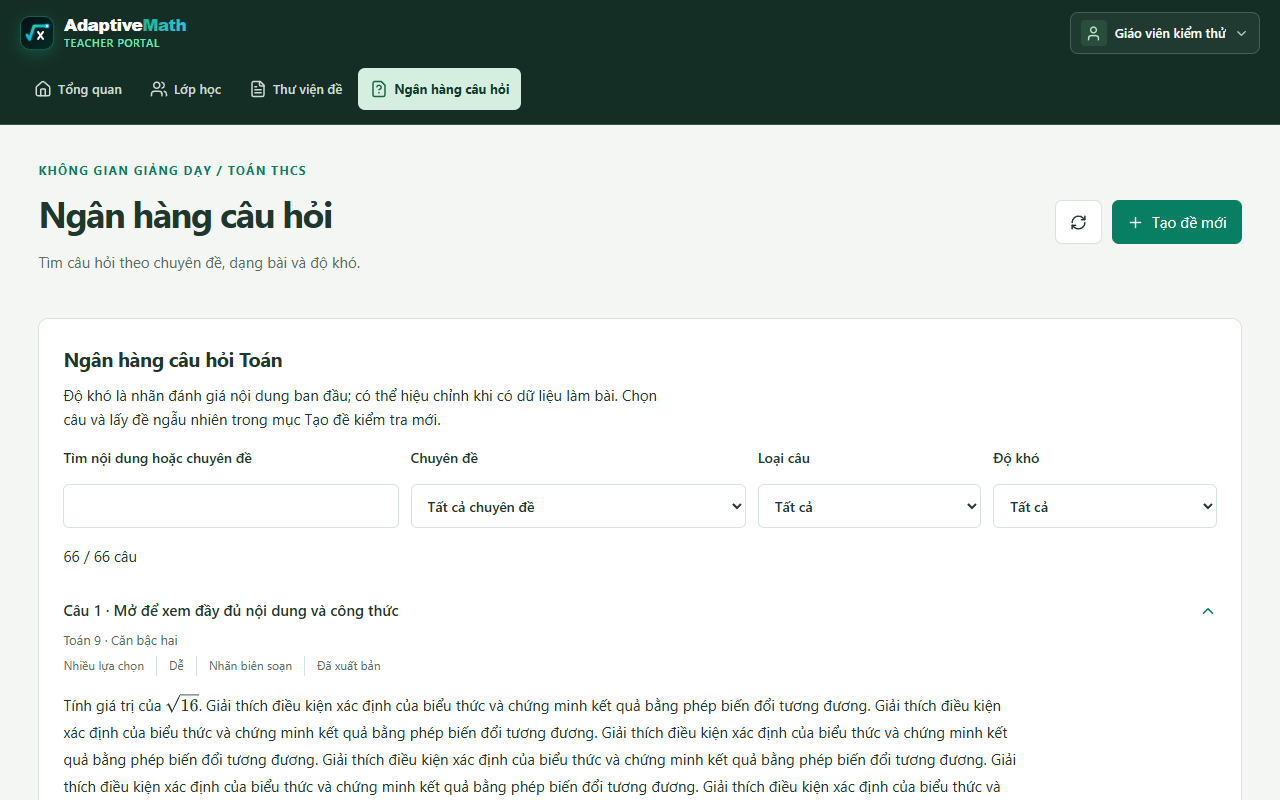 AdaptiveMath
TEACHER PORTAL
Giáo viên kiểm thử
Tổng quan
Lớp học
Thư viện đề
Ngân hàng câu hỏi
KHÔNG GIAN GIẢNG DẠY / TOÁN THCS
Ngân hàng câu hỏi
Tạo đề mới
Tìm câu hỏi theo chuyên đề, dạng bài và độ khó.
Ngân hàng câu hỏi Toán
Độ khó là nhãn đánh giá nội dung ban đầu; có thể hiệu chỉnh khi có dữ liệu làm bài. Chọn
câu và lấy đề ngẫu nhiên trong mục Tạo đề kiểm tra mới.
Tìm nội dung hoặc chuyên đề
Chuyên đề
Loại câu
Độ khó
Tất cả chuyên đề
Tất cả
Tất cả
66 / 66 câu
Câu 1 · Mở để xem đầy đủ nội dung và công thức
Toán 9 · Căn bậc hai
Nhiều lựa chọn
Dễ
Nhãn biên soạn
Đã xuất bản
Tính giá trị của √16. Giải thích điều kiện xác định của biểu thức và chứng minh kết quả bằng phép biến đổi tương đương. Giải thích điều kiện
xác định của biểu thức và chứng minh kết quả bằng phép biến đổi tương đương. Giải thích điều kiện xác định của biểu thức và chứng minh kết
quả bằng phép biến đổi tương đương. Giải thích điều kiện xác định của biểu thức và chứng minh kết quả bằng phép biến đổi tương đương. Giải
thích điều kiện xác định của biểu thức và chứng minh kết quả bằng phép biến đổi tương đương. Giải thích điều kiện xác định của biểu thức và